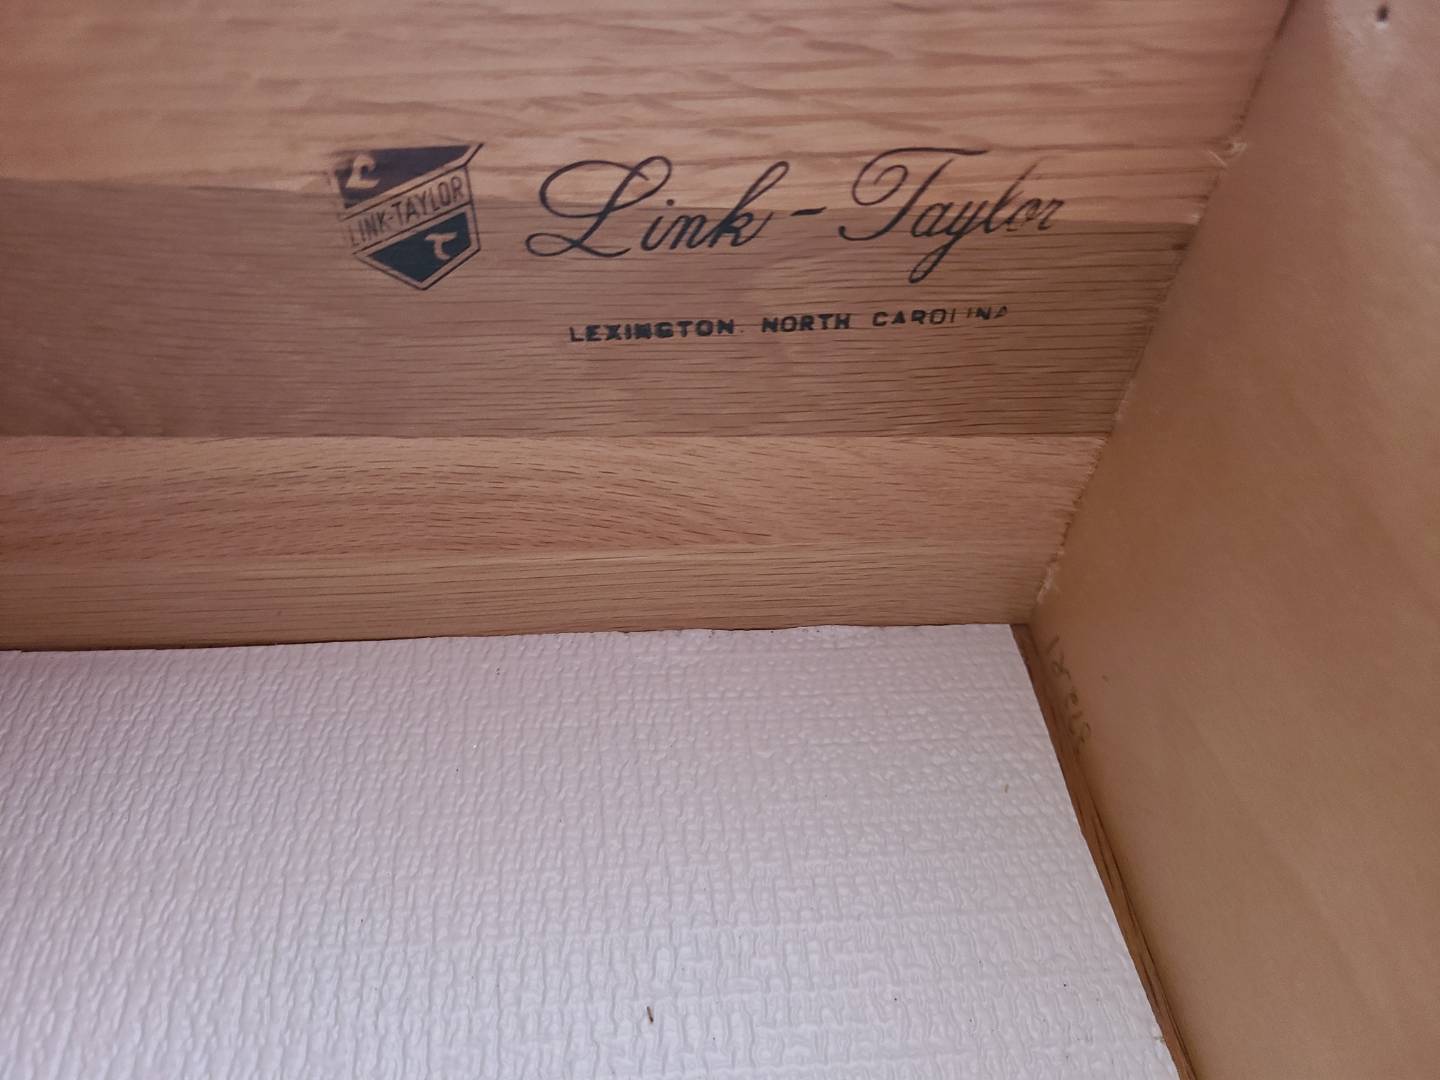 L
LINK-TAYLOR
T
Link-Taylor
LEXINGTON, NORTH CAROLINA